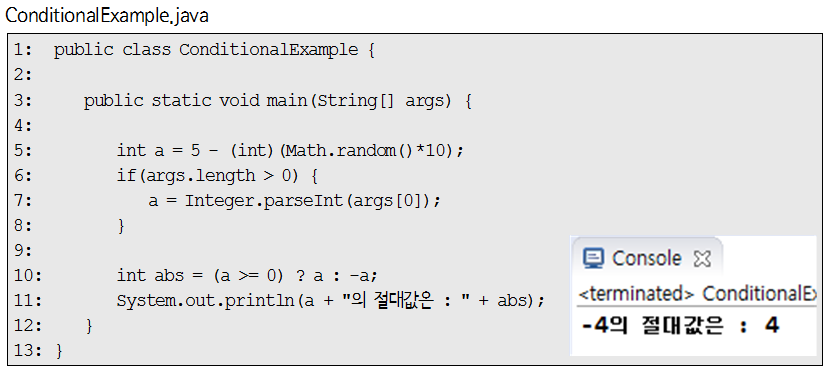 ConditionalExample.java
1: public class ConditionalExample {
2:
3: public static void main(String[] args) {
4:
5: int a = 5 - (int)(Math.random()*10);
6: if(args.length > 0) {
7: a = Integer.parseInt(args[0]);
8: }
9:
10: int abs = (a >= 0) ? a : -a;
11: System.out.println(a + "의 절대값은 : " + abs);
12: }
13: }
Console
<terminated> ConditionalEx
-4의 절대값은 : 4